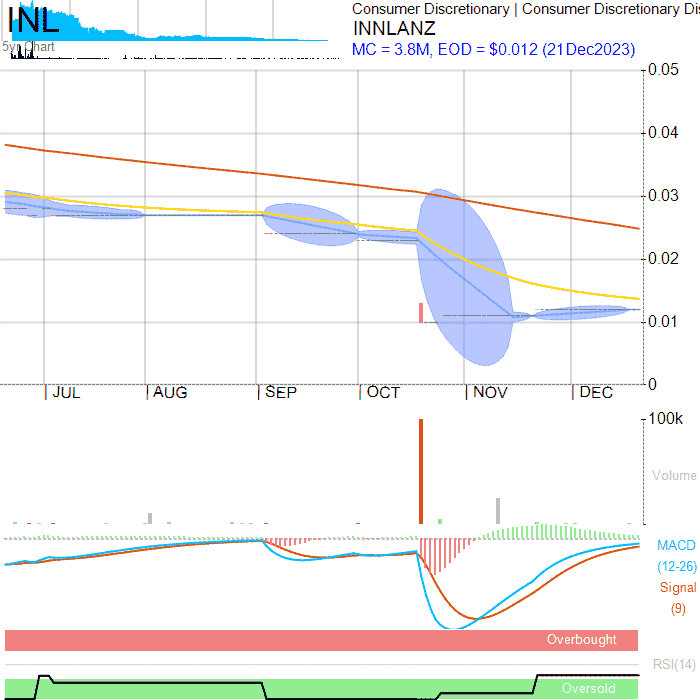 INL
Consumer Discretionary | Consumer Discretionary Dis
INNLANZ
5yr Chart
MC = 3.8M, EOD = $0.012 (21Dec2023)
0.05
0.04
0.03
0.02
0.01
0
JUL AUG SEP OCT NOV DEC
100k
Volume
MACD
(12-26)
Signal
(9)
Overbought
RSI(14)
Oversold